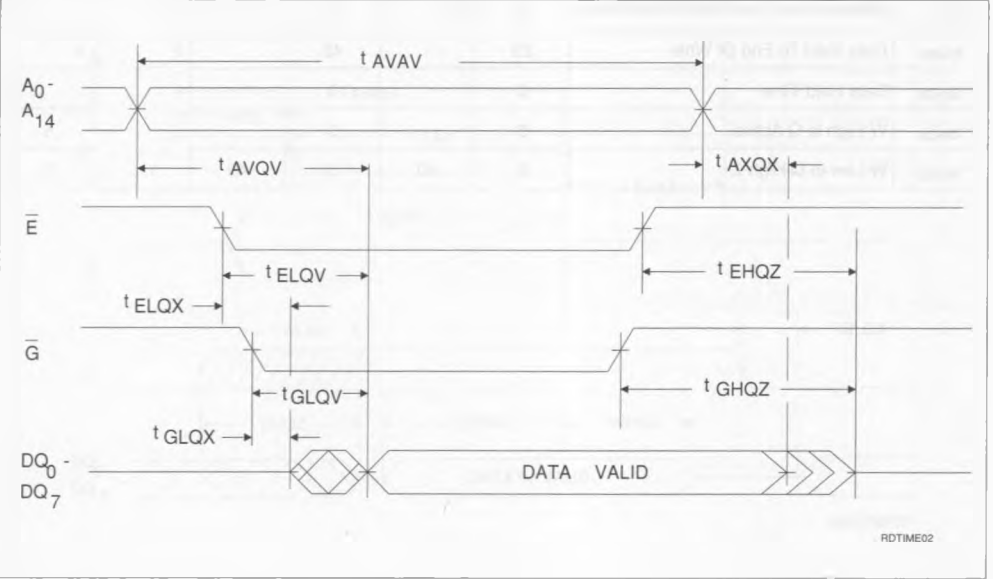 t AVAV
A0-
A14
t AVQV
t AXQX
E
t ELQV
t EHQZ
t ELQX
G
t GLQV
t GHQZ
t GLQX
DQ0 -
DQ7
DATA VALID
RDTIME02